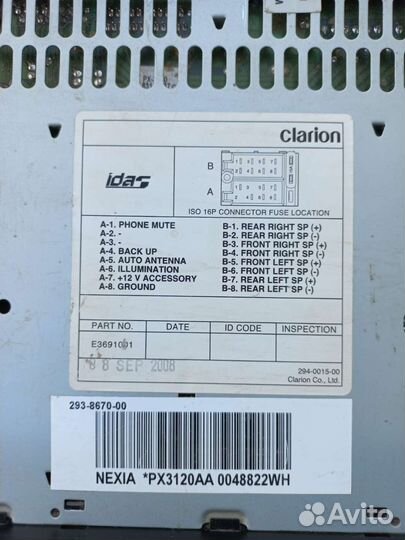 clarion
idas
B
A
ISO 16P CONNECTOR FUSE LOCATION
A-1. PHONE MUTE
A-2. -
A-3. -
A-4. BACK UP
A-5. AUTO ANTENNA
A-6. ILLUMINATION
A-7. +12 V ACCESSORY
A-8. GROUND
B-1. REAR RIGHT SP (+)
B-2. REAR RIGHT SP (-)
B-3. FRONT RIGHT SP (+)
B-4. FRONT RIGHT SP (-)
B-5. FRONT LEFT SP (+)
B-6. FRONT LEFT SP (-)
B-7. REAR LEFT SP (+)
B-8. REAR LEFT SP (-)
PART NO. DATE ID CODE INSPECTION
E3691001
8 SEP 2008
294-0015-00
Clarion Co., Ltd.
293-8670-00
NEXIA *PX3120AA 0048822WH
Avito